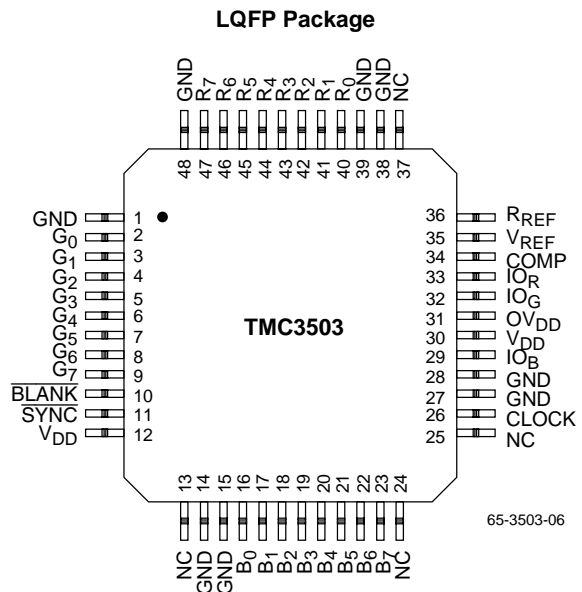 LQFP Package
GND R7 R6 R5 R4 R3 R2 R1 R0 GND GND NC
48 47 46 45 44 43 42 41 40 39 38 37
GND 1
G0 2
G1 3
G2 4
G3 5
G4 6
G5 7
G6 8
G7 9
BLANK 10
SYNC 11
VDD 12
TMC3503
36 RREF
35 VREF
34 COMP
33 IOR
32 IOG
31 OVDD
30 VDD
29 IOB
28 GND
27 GND
26 CLOCK
25 NC
13 14 15 16 17 18 19 20 21 22 23 24
NC GND GND B0 B1 B2 B3 B4 B5 B6 B7 NC
65-3503-06